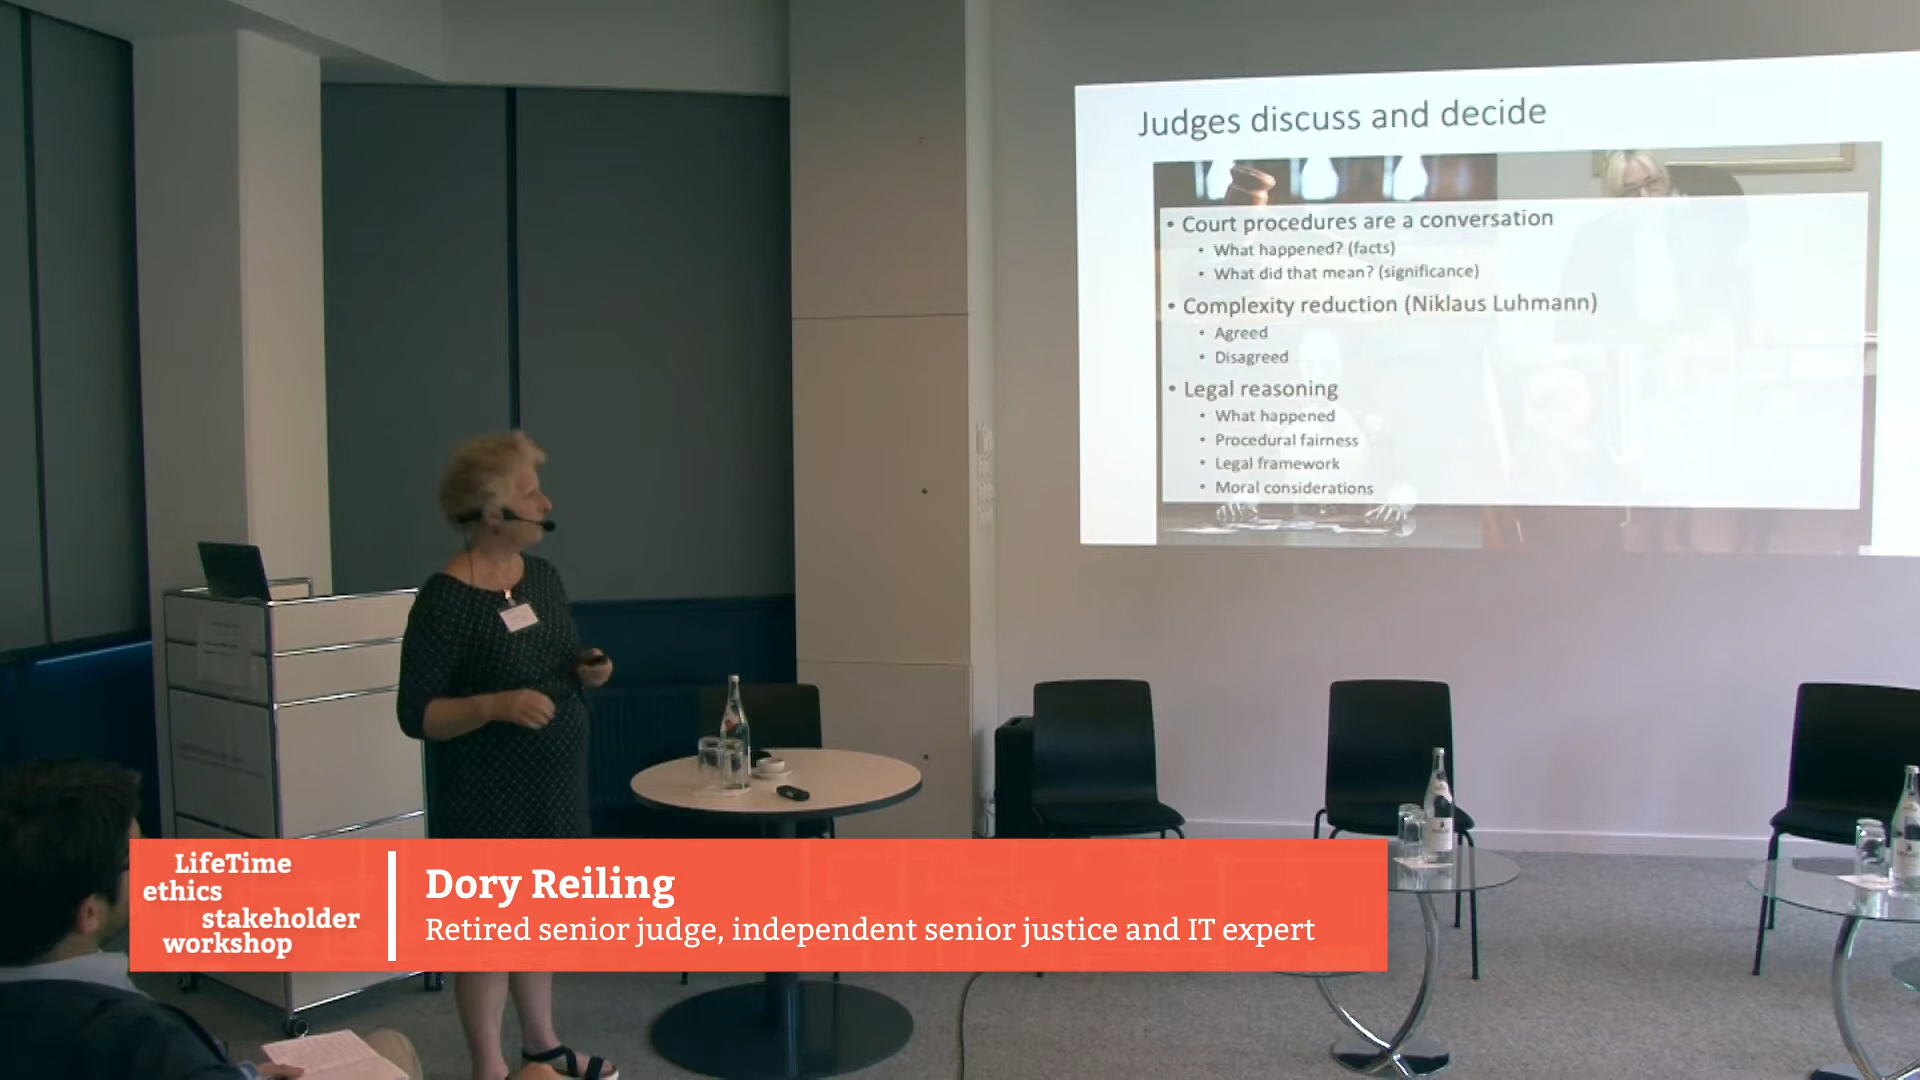 Judges discuss and decide
• Court procedures are a conversation
• What happened? (facts)
• What did that mean? (significance)
• Complexity reduction (Niklaus Luhmann)
• Agreed
• Disagreed
• Legal reasoning
• What happened
• Procedural fairness
• Legal framework
• Moral considerations
LifeTime
ethics
stakeholder
workshop
Dory Reiling
Retired senior judge, independent senior justice and IT expert